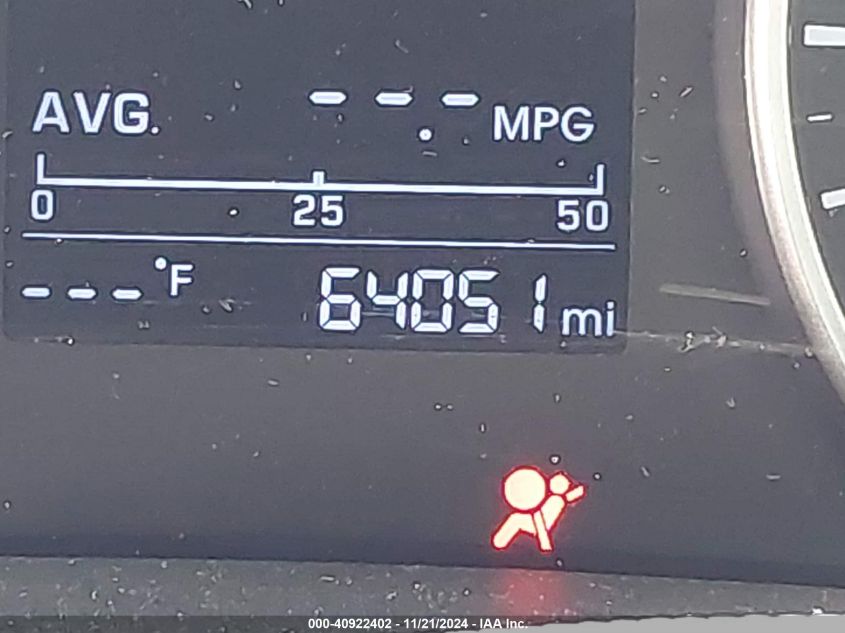 AVG. --.- MPG
0 25 50
---°F 64051 mi
000-40922402 - 11/21/2024 - IAA Inc.